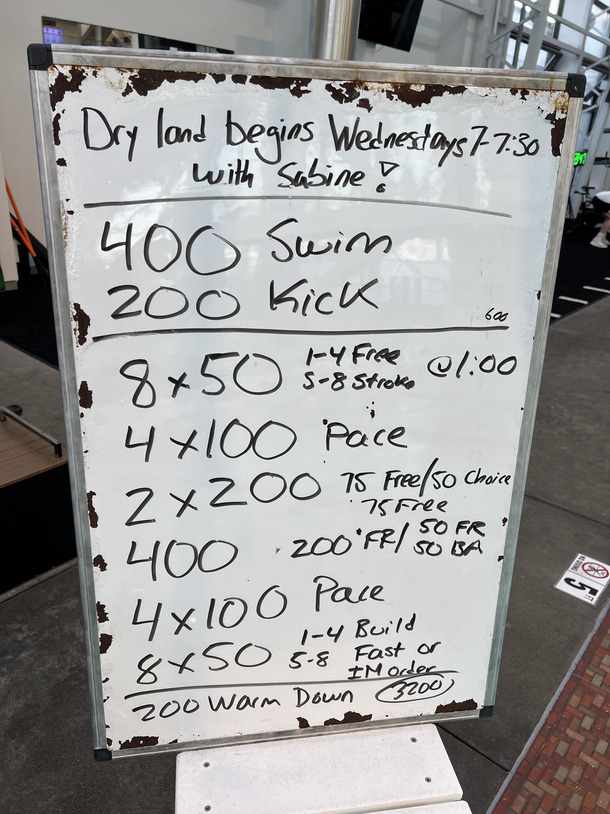 Dry land begins Wednesdays 7-7:30
with Sabine!
400 Swim
200 Kick
600
8x50 1-4 Free @1:00
5-8 Stroke
4x100 Pace
2x200 75 Free/50 Choice
75 Free
400 200 FR/ 50 FR
50 BA
4x100 Pace
8x50 1-4 Build
5-8 Fast or
IM order
200 Warm Down 3200
5